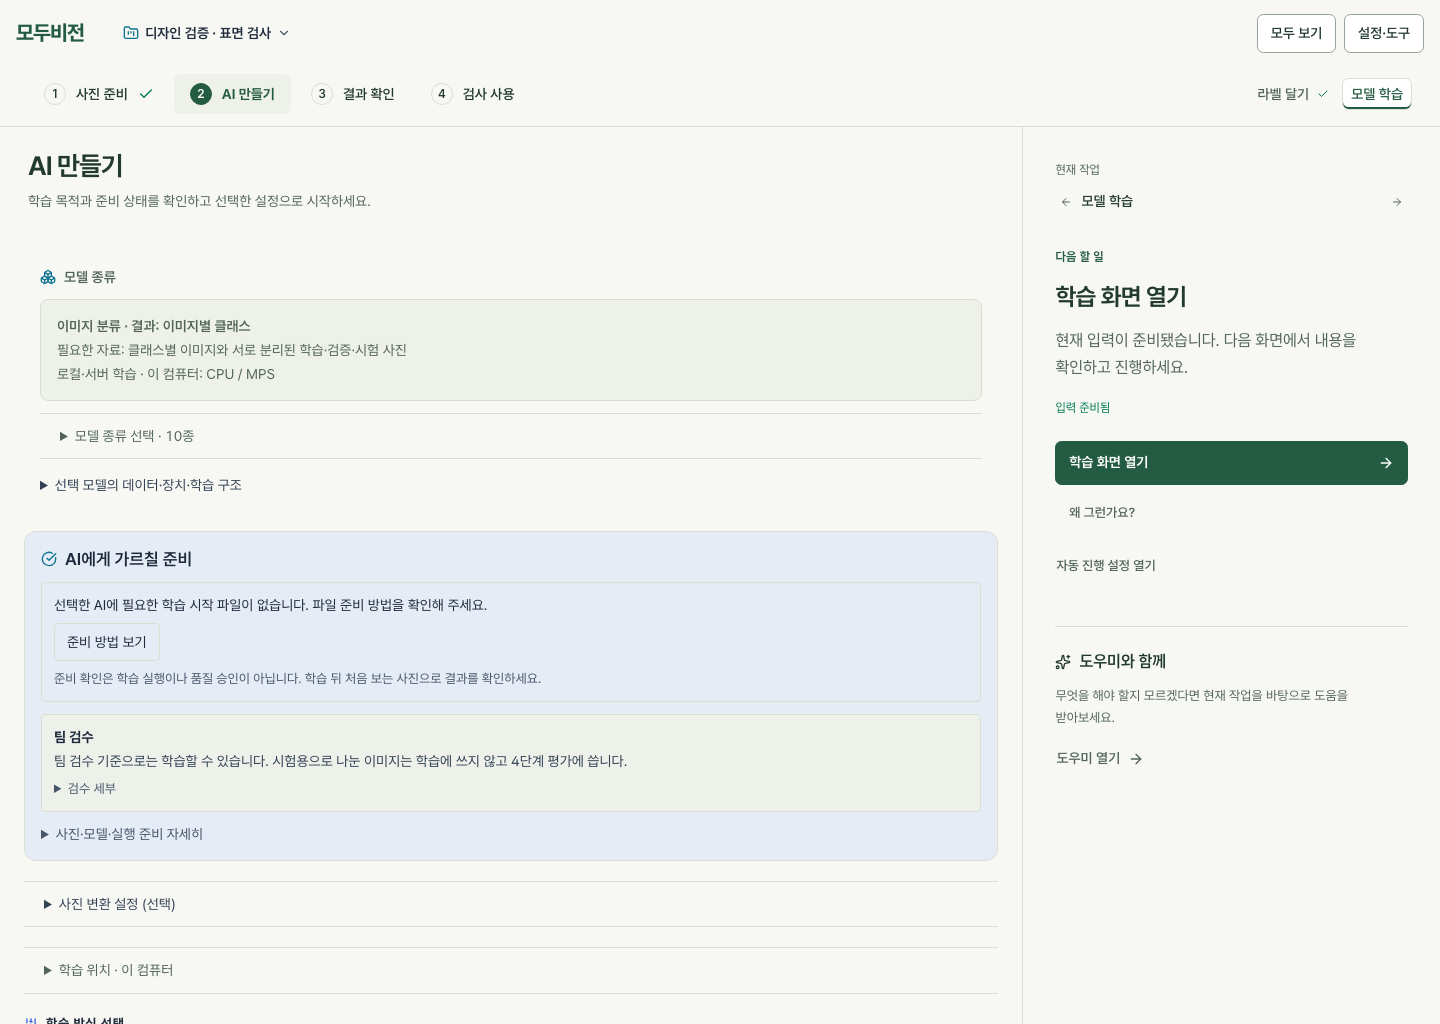 모두비전
디자인 검증 · 표면 검사
모두 보기
설정·도구
1 사진 준비
2 AI 만들기
3 결과 확인
4 검사 사용
라벨 달기
모델 학습
AI 만들기
학습 목적과 준비 상태를 확인하고 선택한 설정으로 시작하세요.
모델 종류
이미지 분류 · 결과: 이미지별 클래스
필요한 자료: 클래스별 이미지와 서로 분리된 학습·검증·시험 사진
로컬·서버 학습 · 이 컴퓨터: CPU / MPS
모델 종류 선택 · 10종
선택 모델의 데이터·장치·학습 구조
AI에게 가르칠 준비
선택한 AI에 필요한 학습 시작 파일이 없습니다. 파일 준비 방법을 확인해 주세요.
준비 방법 보기
준비 확인은 학습 실행이나 품질 승인이 아닙니다. 학습 뒤 처음 보는 사진으로 결과를 확인하세요.
팀 검수
팀 검수 기준으로는 학습할 수 있습니다. 시험용으로 나눈 이미지는 학습에 쓰지 않고 4단계 평가에 씁니다.
검수 세부
사진·모델·실행 준비 자세히
사진 변환 설정 (선택)
학습 위치 · 이 컴퓨터
학습 방식 선택
현재 작업
모델 학습
다음 할 일
학습 화면 열기
현재 입력이 준비됐습니다. 다음 화면에서 내용을
확인하고 진행하세요.
입력 준비됨
학습 화면 열기
왜 그런가요?
자동 진행 설정 열기
도우미와 함께
무엇을 해야 할지 모르겠다면 현재 작업을 바탕으로 도움을
받아보세요.
도우미 열기